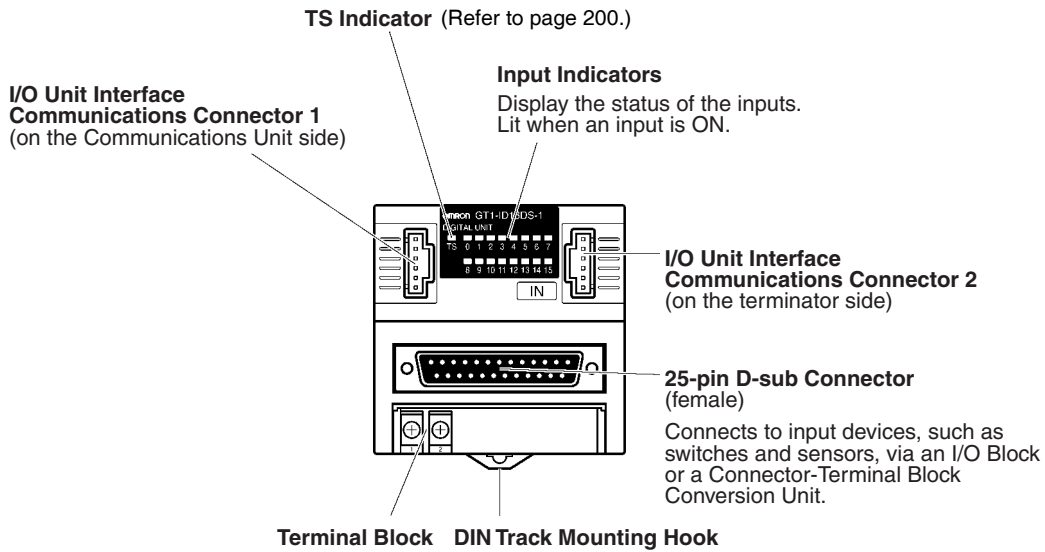 TS Indicator (Refer to page 200.)
I/O Unit Interface
Communications Connector 1
(on the Communications Unit side)
Input Indicators
Display the status of the inputs.
Lit when an input is ON.
OMRON GT1-ID16DS-1
DIGITAL UNIT
TS 0 1 2 3 4 5 6 7
8 9 10 11 12 13 14 15
IN
I/O Unit Interface
Communications Connector 2
(on the terminator side)
25-pin D-sub Connector
(female)
Connects to input devices, such as
switches and sensors, via an I/O Block
or a Connector-Terminal Block
Conversion Unit.
1 2
Terminal Block DIN Track Mounting Hook